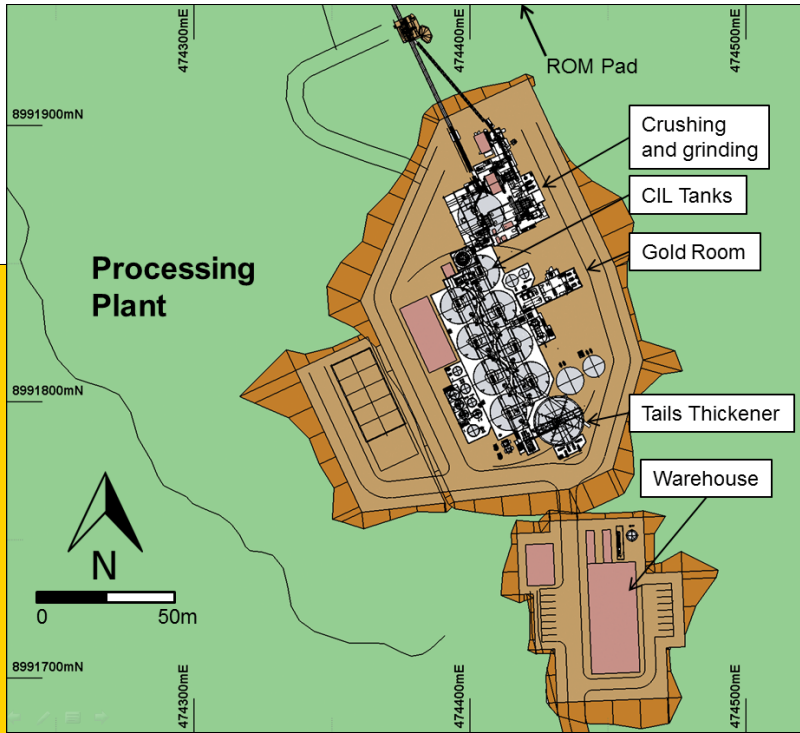 474300mE
474400mE
474500mE
ROM Pad
8991900mN
Crushing
and grinding
CIL Tanks
Gold Room
Processing
Plant
8991800mN
Tails Thickener
Warehouse
N
0 50m
8991700mN
474300mE
474400mE
474500mE